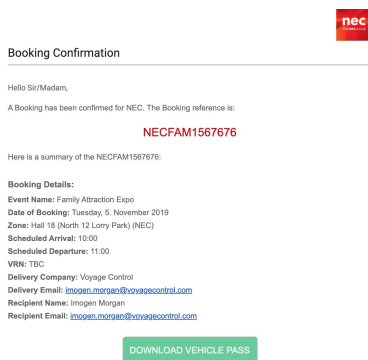 nec
Booking Confirmation
Hello Sir/Madam,
A Booking has been confirmed for NEC. The Booking reference is:
NECFAM1567676
Here is a summary of the NECFAM1567676:
Booking Details:
Event Name: Family Attraction Expo
Date of Booking: Tuesday, 5. November 2019
Zone: Hall 18 (North 12 Lorry Park) (NEC)
Scheduled Arrival: 10:00
Scheduled Departure: 11:00
VRN: TBC
Delivery Company: Voyage Control
Delivery Email: imogen.morgan@voyagecontrol.com
Recipient Name: Imogen Morgan
Recipient Email: imogen.morgan@voyagecontrol.com
DOWNLOAD VEHICLE PASS